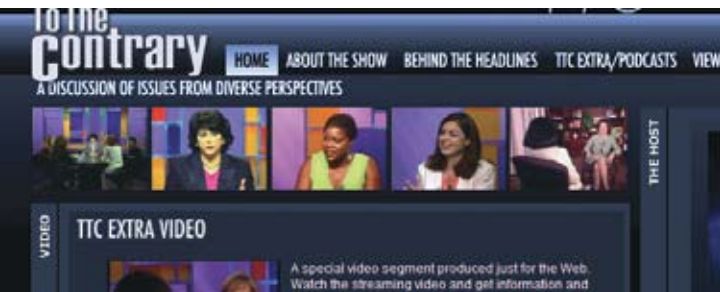 To The
Contrary
HOME ABOUT THE SHOW BEHIND THE HEADLINES TTC EXTRA/PODCASTS VIEW
A DISCUSSION OF ISSUES FROM DIVERSE PERSPECTIVES
THE HOST
VIDEO
TTC EXTRA VIDEO
A special video segment produced just for the Web.
Watch the streaming video and get information and